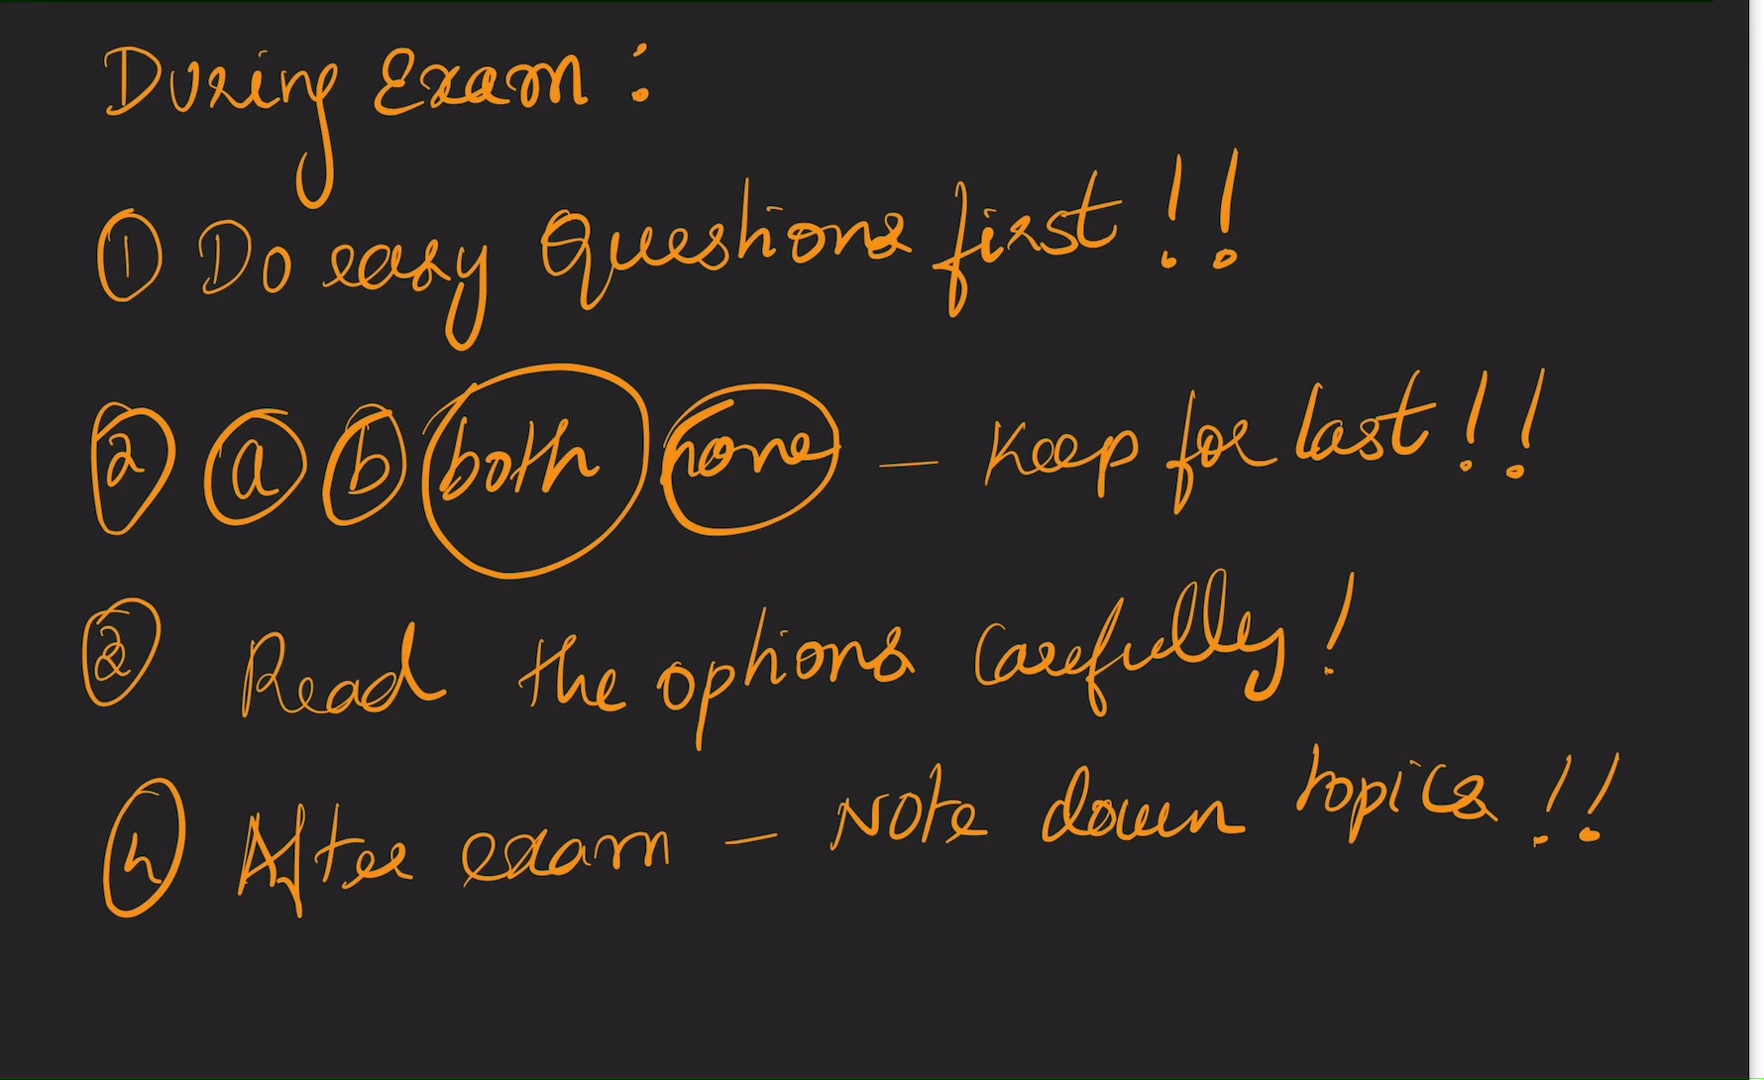 During Exam :
① Do easy Questions first !!
② ⓐ ⓑ both none — Keep for last !!
② Read the options Carefully !
④ After exam — Note down topics !!